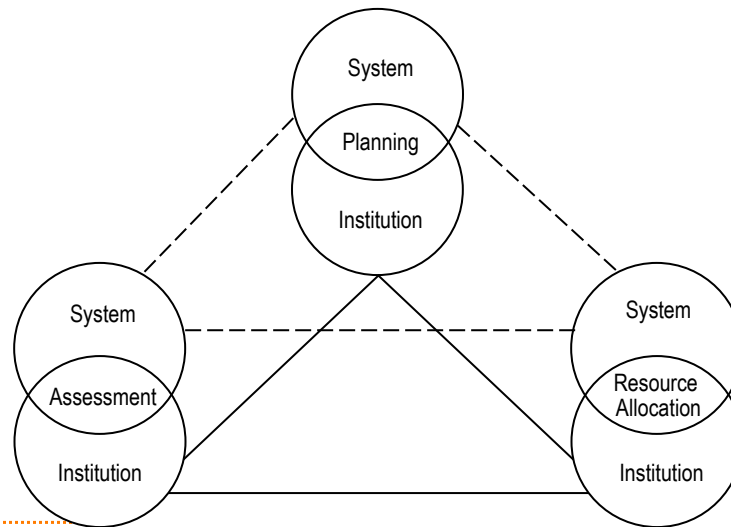 System
Planning
Institution
System
Assessment
Institution
System
Resource
Allocation
Institution